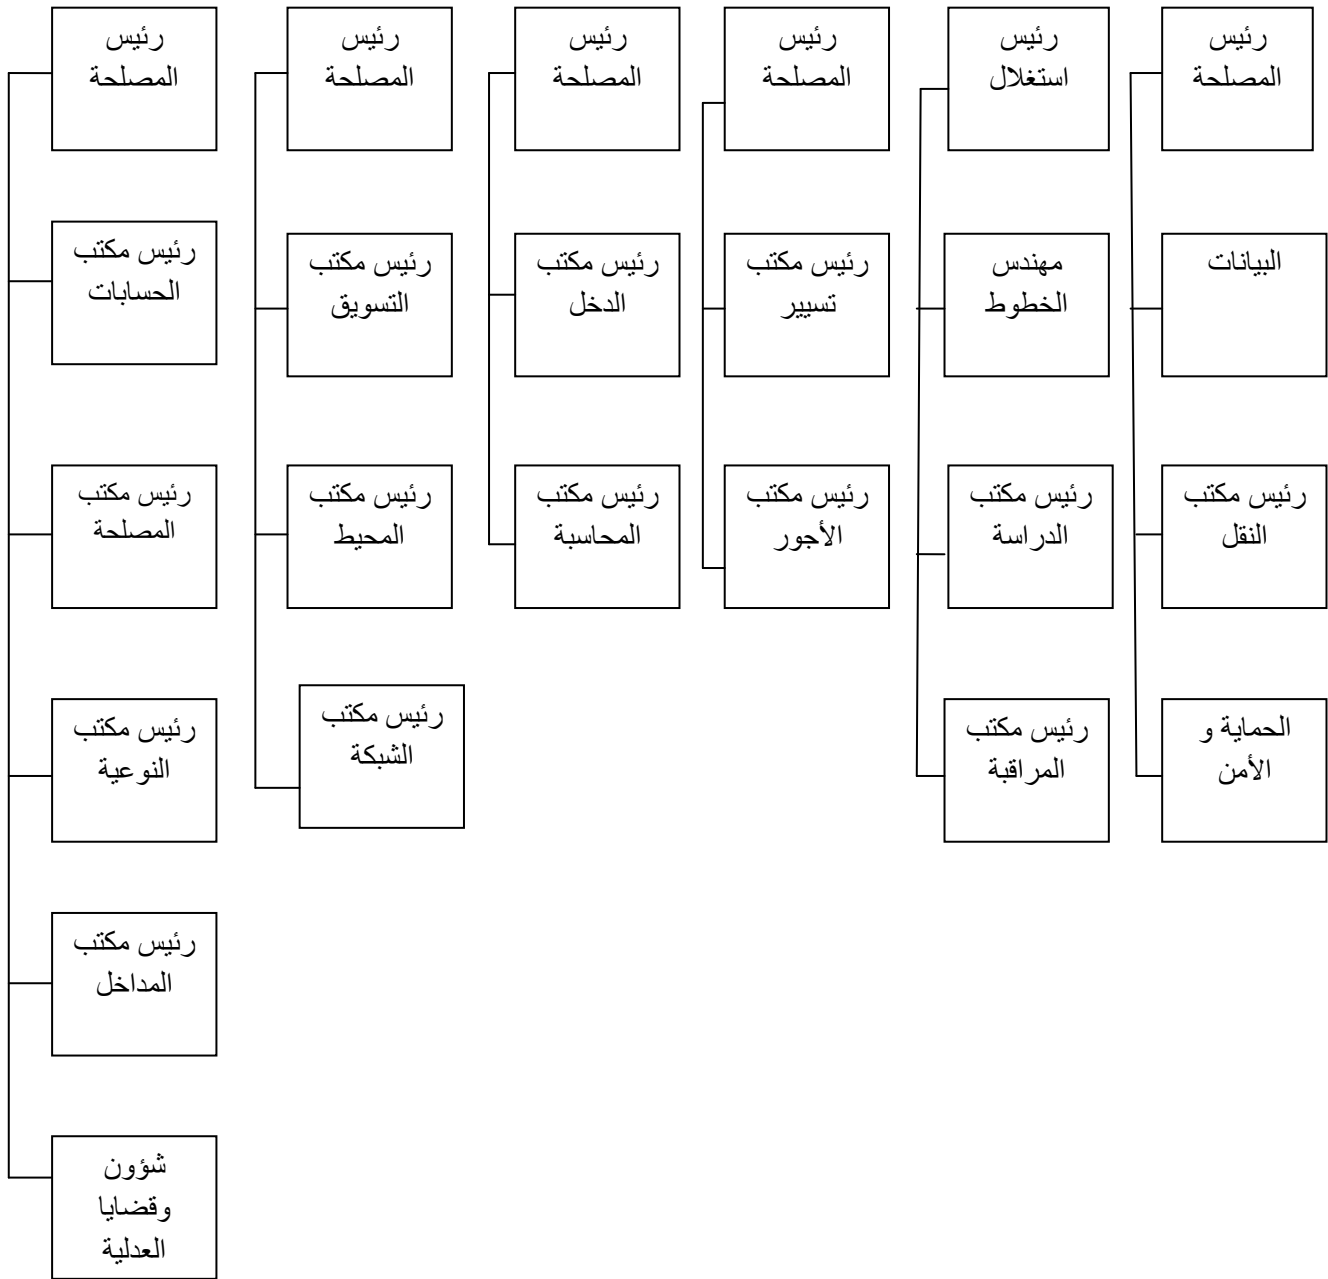 رئيس
المصلحة
رئيس
استغلال
رئيس
المصلحة
رئيس
المصلحة
رئيس
المصلحة
رئيس
المصلحة
البيانات
مهندس
الخطوط
رئيس مكتب
تسيير
رئيس مكتب
الدخل
رئيس مكتب
التسويق
رئيس مكتب
الحسابات
رئيس مكتب
النقل
رئيس مكتب
الدراسة
رئيس مكتب
الأجور
رئيس مكتب
المحاسبة
رئيس مكتب
المحيط
رئيس مكتب
المصلحة
الحماية و
الأمن
رئيس مكتب
المراقبة
رئيس مكتب
الشبكة
رئيس مكتب
النوعية
رئيس مكتب
المداخل
شؤون
وقضايا
العدلية